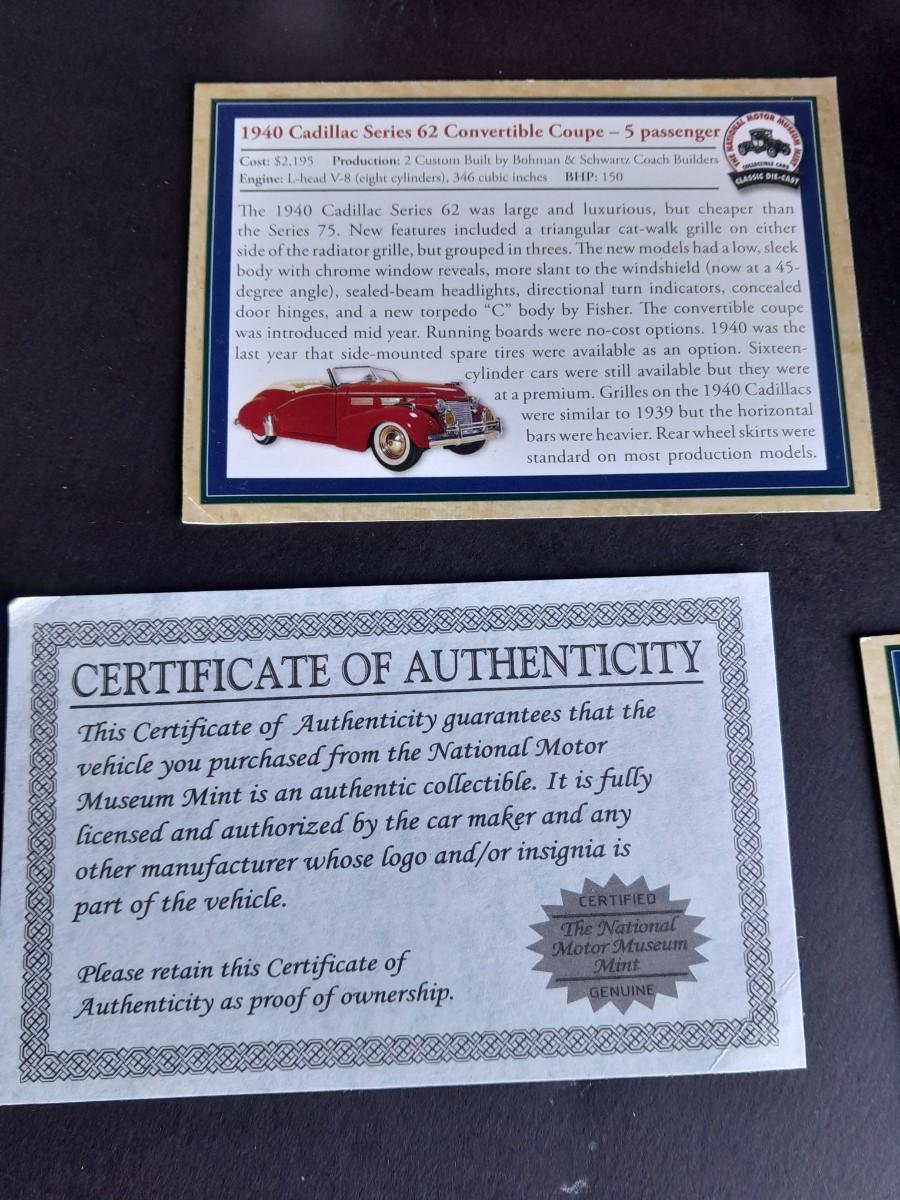 1940 Cadillac Series 62 Convertible Coupe – 5 passenger
Cost: $2,195 Production: 2 Custom Built by Bohman & Schwartz Coach Builders
Engine: L-head V-8 (eight cylinders), 346 cubic inches BHP: 150
THE NATIONAL MOTOR MUSEUM MINT
COLLECTIBLE CARS
CLASSIC DIE-CAST
The 1940 Cadillac Series 62 was large and luxurious, but cheaper than
the Series 75. New features included a triangular cat-walk grille on either
side of the radiator grille, but grouped in threes. The new models had a low, sleek
body with chrome window reveals, more slant to the windshield (now at a 45-
degree angle), sealed-beam headlights, directional turn indicators, concealed
door hinges, and a new torpedo “C” body by Fisher. The convertible coupe
was introduced mid year. Running boards were no-cost options. 1940 was the
last year that side-mounted spare tires were available as an option. Sixteen-
cylinder cars were still available but they were
at a premium. Grilles on the 1940 Cadillacs
were similar to 1939 but the horizontal
bars were heavier. Rear wheel skirts were
standard on most production models.
CERTIFICATE OF AUTHENTICITY
This Certificate of Authenticity guarantees that the
vehicle you purchased from the National Motor
Museum Mint is an authentic collectible. It is fully
licensed and authorized by the car maker and any
other manufacturer whose logo and/or insignia is
part of the vehicle.
Please retain this Certificate of
Authenticity as proof of ownership.
CERTIFIED
The National
Motor Museum
Mint
GENUINE